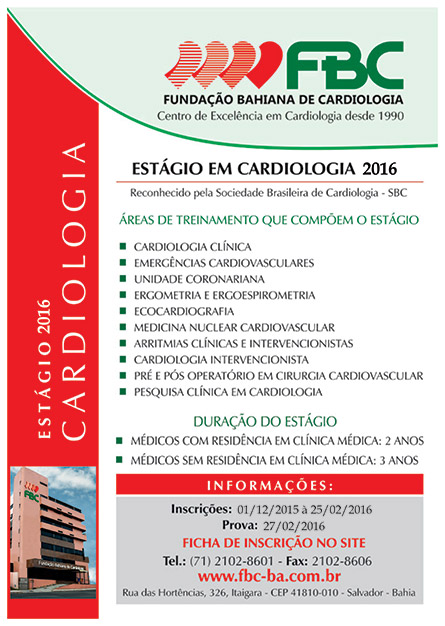 FBC
FUNDAÇÃO BAHIANA DE CARDIOLOGIA
Centro de Excelência em Cardiologia desde 1990
ESTÁGIO EM CARDIOLOGIA 2016
Reconhecido pela Sociedade Brasileira de Cardiologia - SBC
ÁREAS DE TREINAMENTO QUE COMPÕEM O ESTÁGIO
CARDIOLOGIA CLÍNICA
EMERGÊNCIAS CARDIOVASCULARES
UNIDADE CORONARIANA
ERGOMETRIA E ERGOESPIROMETRIA
ECOCARDIOGRAFIA
MEDICINA NUCLEAR CARDIOVASCULAR
ARRITMIAS CLÍNICAS E INTERVENCIONISTAS
CARDIOLOGIA INTERVENCIONISTA
PRÉ E PÓS OPERATÓRIO EM CIRURGIA CARDIOVASCULAR
PESQUISA CLÍNICA EM CARDIOLOGIA
DURAÇÃO DO ESTÁGIO
MÉDICOS COM RESIDÊNCIA EM CLÍNICA MÉDICA: 2 ANOS
MÉDICOS SEM RESIDÊNCIA EM CLÍNICA MÉDICA: 3 ANOS
INFORMAÇÕES:
Inscrições: 01/12/2015 à 25/02/2016
Prova: 27/02/2016
FICHA DE INSCRIÇÃO NO SITE
Tel.: (71) 2102-8601 - Fax: 2102-8606
www.fbc-ba.com.br
Rua das Hortências, 326, Itaigara - CEP 41810-010 - Salvador - Bahia
ESTÁGIO 2016
CARDIOLOGIA
FBC
FUNDAÇÃO BAHIANA DE CARDIOLOGIA